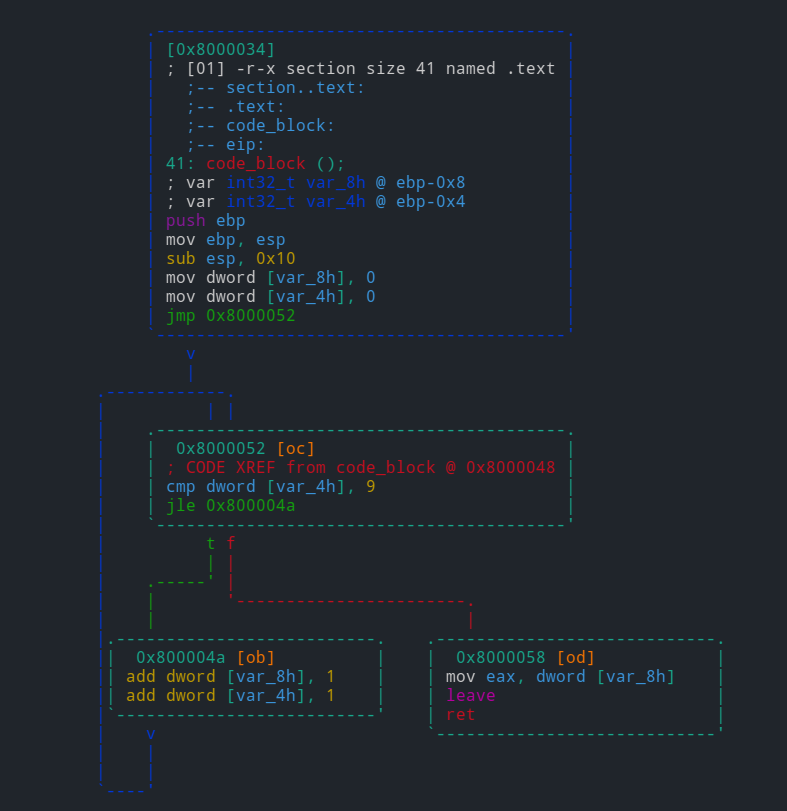 [0x8000034]
; [01] -r-x section size 41 named .text
;-- section..text:
;-- .text:
;-- code_block:
;-- eip:
41: code_block ();
; var int32_t var_8h @ ebp-0x8
; var int32_t var_4h @ ebp-0x4
push ebp
mov ebp, esp
sub esp, 0x10
mov dword [var_8h], 0
mov dword [var_4h], 0
jmp 0x8000052
v
0x8000052 [oc]
; CODE XREF from code_block @ 0x8000048
cmp dword [var_4h], 9
jle 0x800004a
t f
0x800004a [ob]
add dword [var_8h], 1
add dword [var_4h], 1
v
0x8000058 [od]
mov eax, dword [var_8h]
leave
ret